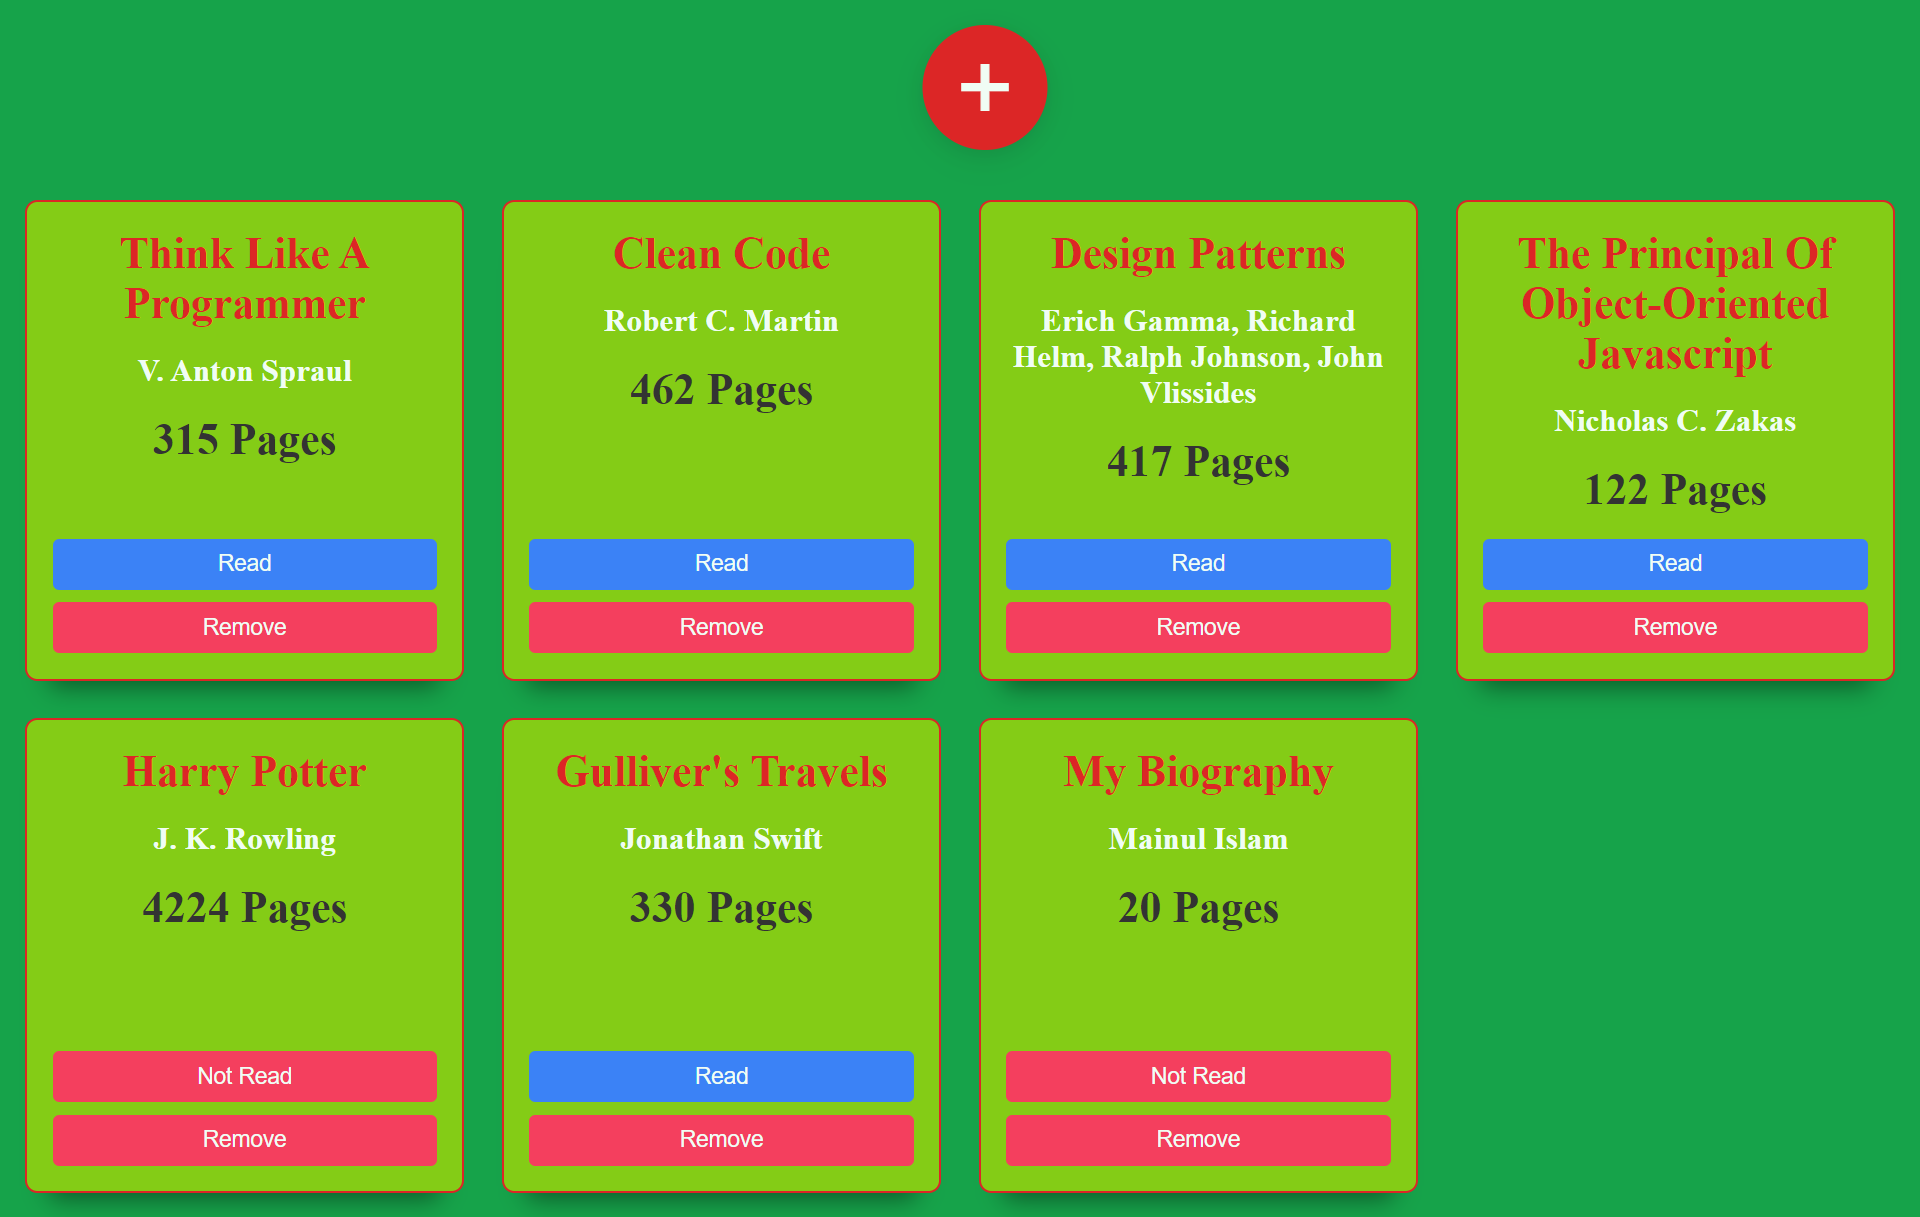 +
Think Like A
Programmer
V. Anton Spraul
315 Pages
Read
Remove
Clean Code
Robert C. Martin
462 Pages
Read
Remove
Design Patterns
Erich Gamma, Richard
Helm, Ralph Johnson, John
Vlissides
417 Pages
Read
Remove
The Principal Of
Object-Oriented
Javascript
Nicholas C. Zakas
122 Pages
Read
Remove
Harry Potter
J. K. Rowling
4224 Pages
Not Read
Remove
Gulliver's Travels
Jonathan Swift
330 Pages
Read
Remove
My Biography
Mainul Islam
20 Pages
Not Read
Remove